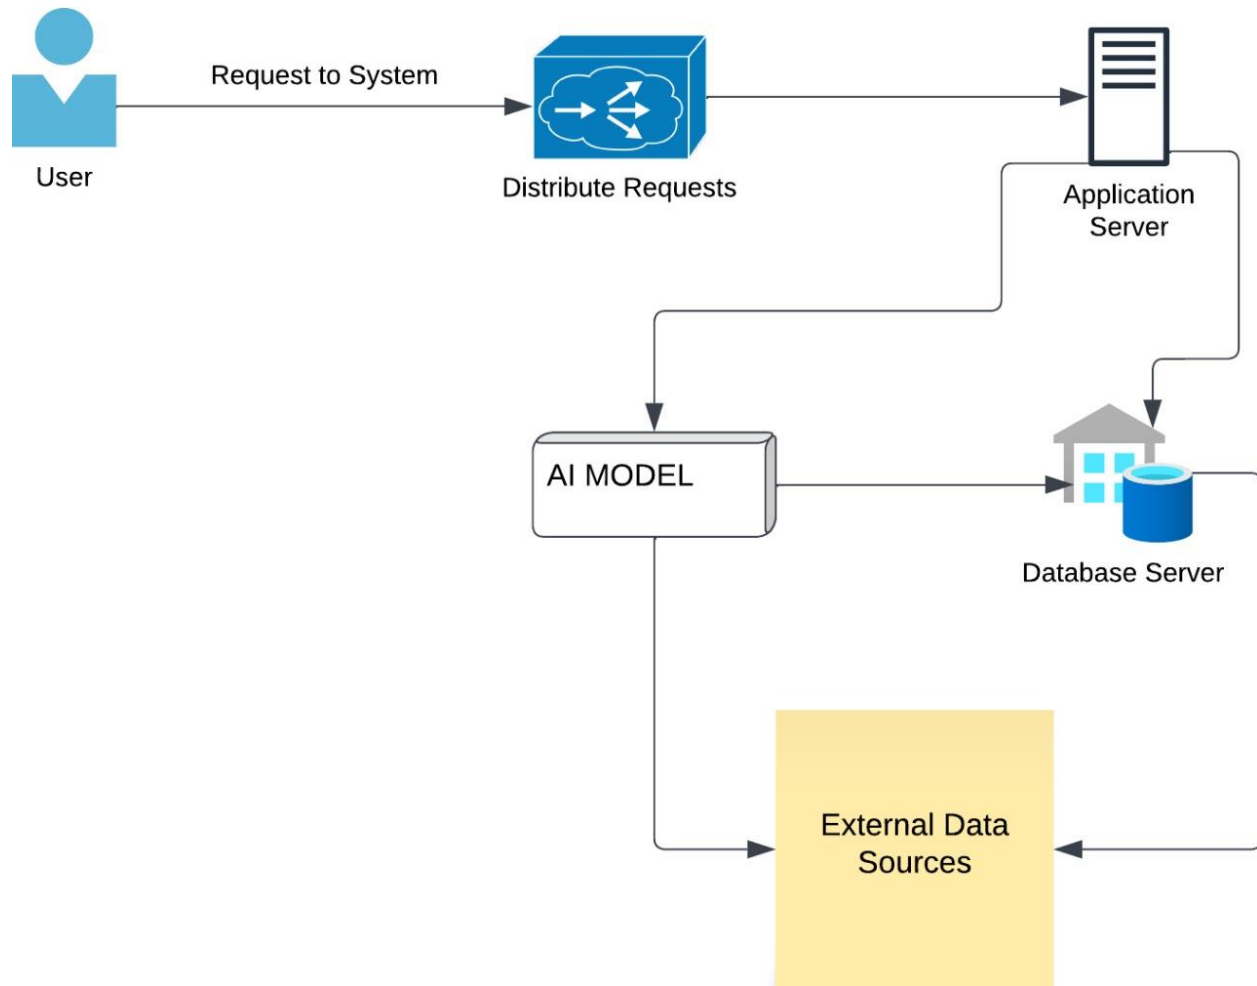 Request to System
User
Distribute Requests
Application
Server
AI MODEL
Database Server
External Data
Sources